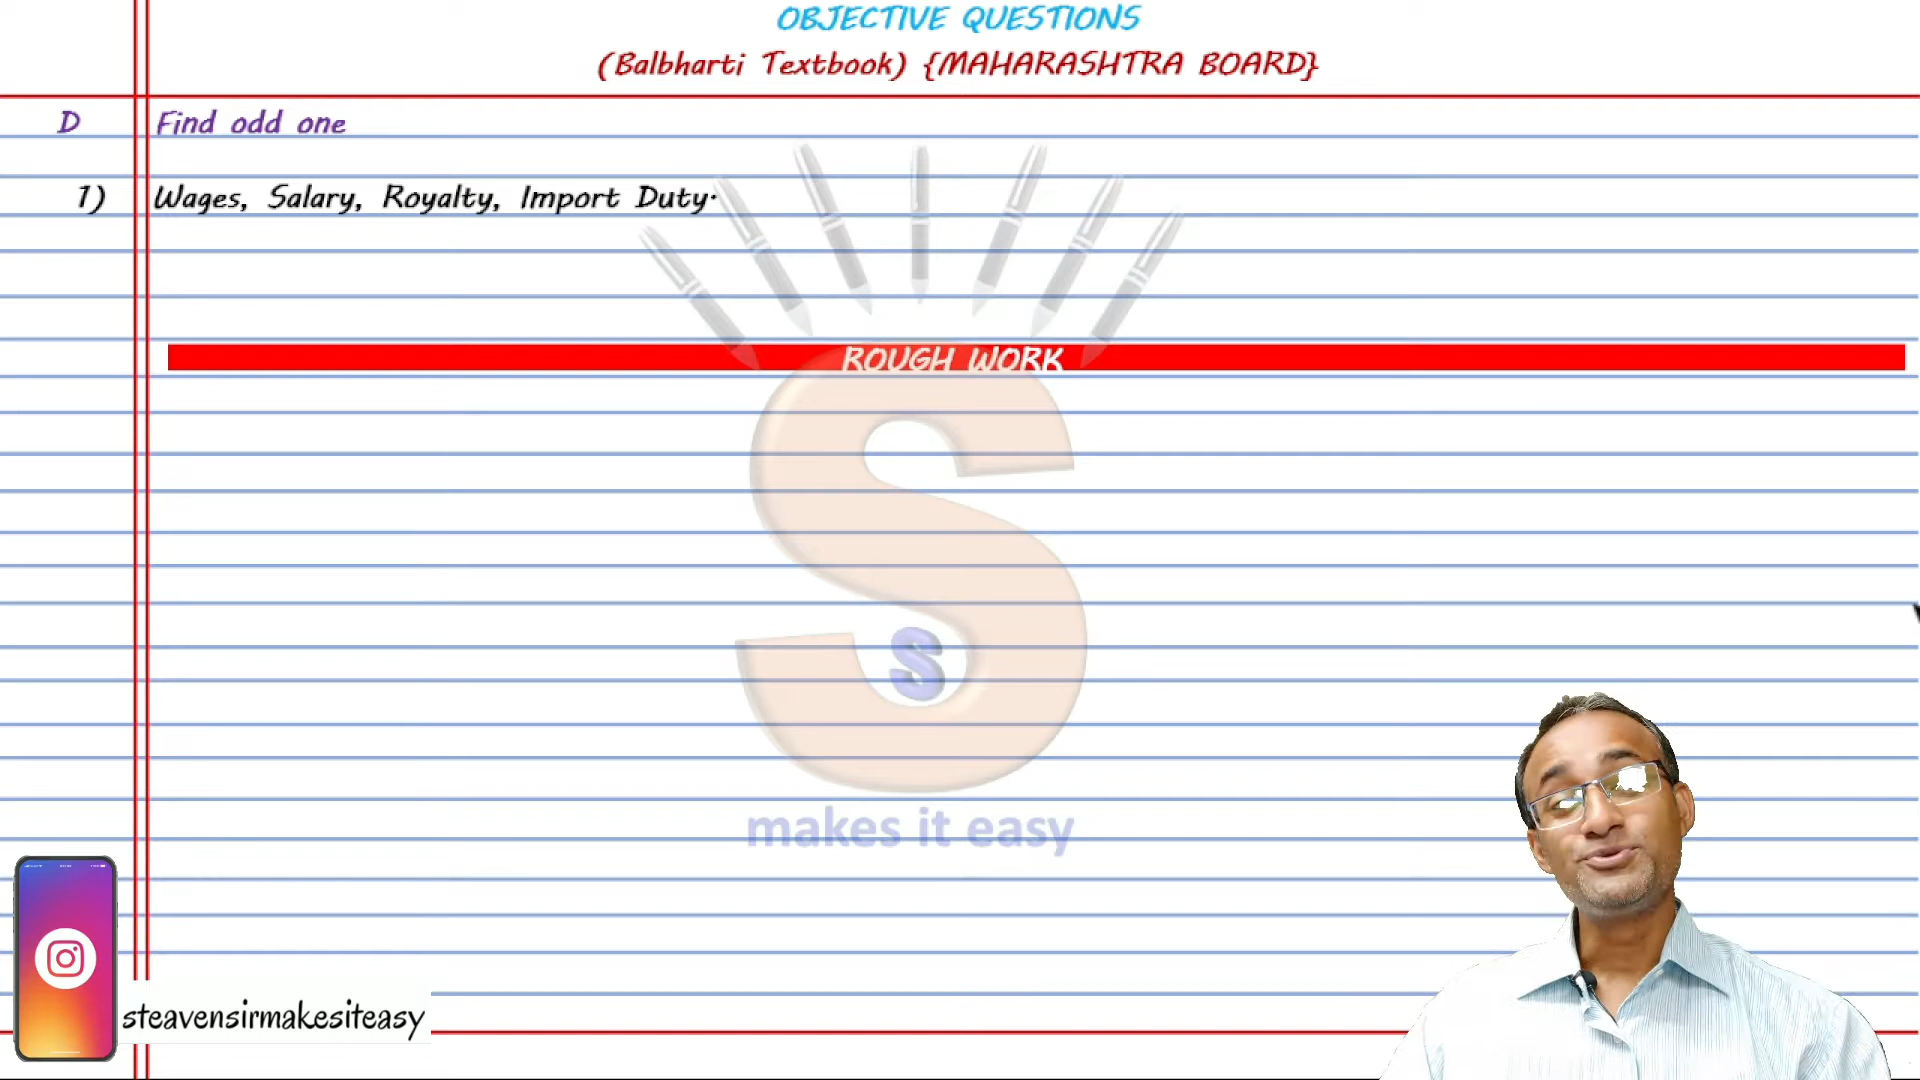 OBJECTIVE QUESTIONS
(Balbharti Textbook) {MAHARASHTRA BOARD}
D Find odd one
1) Wages, Salary, Royalty, Import Duty.
ROUGH WORK
S
S
makes it easy
steavensirmakesiteasy